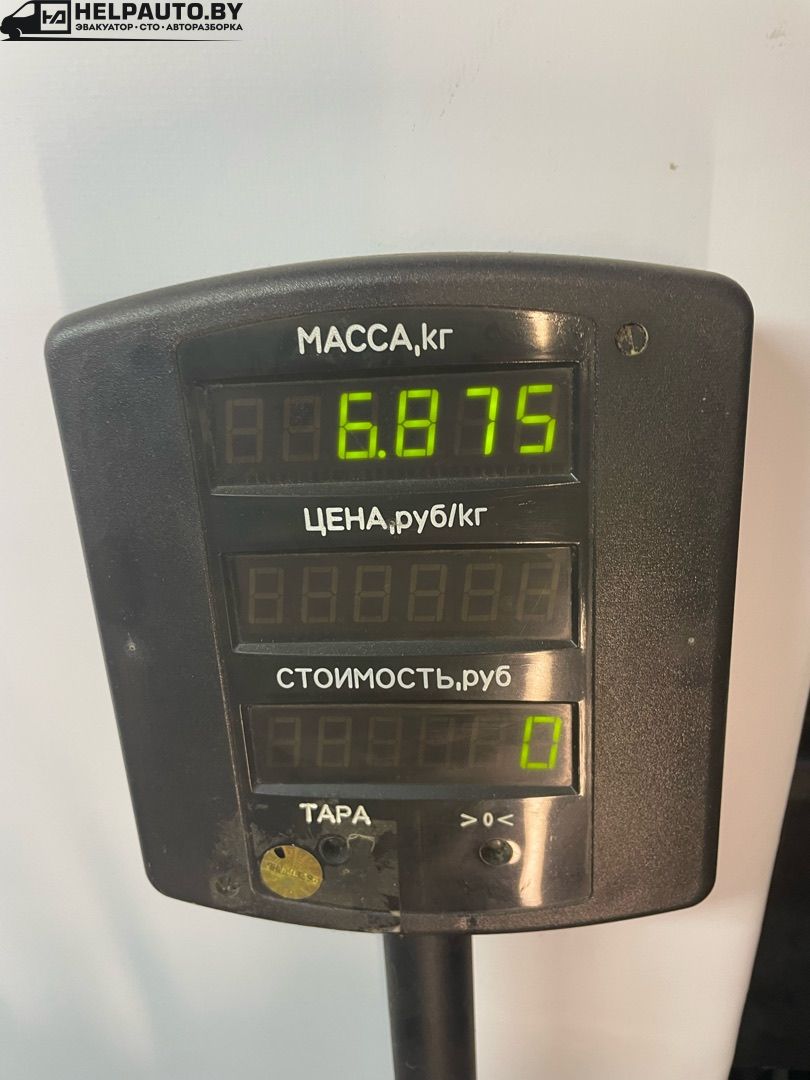 HELPAUTO.BY
ЭВАКУАТОР·СТО·АВТОРАЗБОРКА
МАССА,кг
6.875
ЦЕНА,руб/кг
СТОИМОСТЬ,руб
0
ТАРА >0<